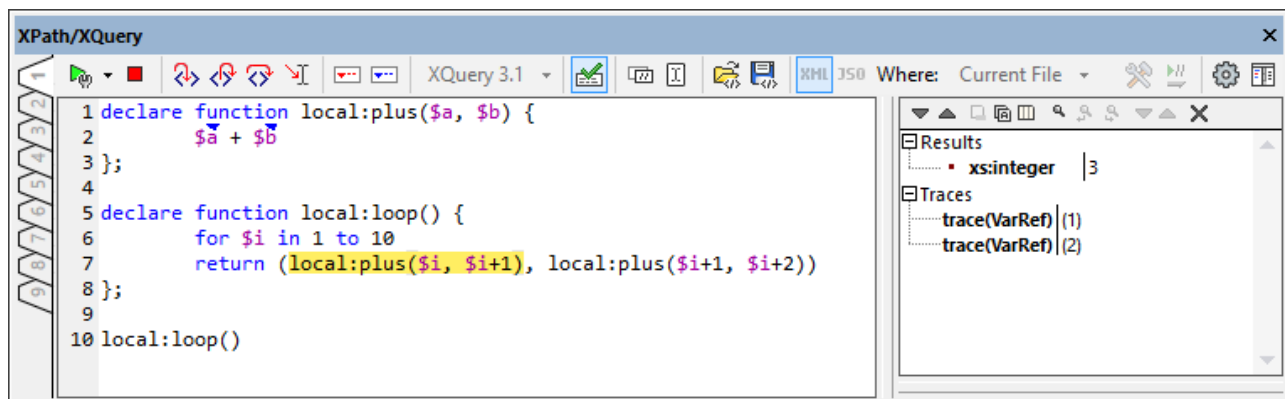 XPath/XQuery
XQuery 3.1
XML
JSO
Where: Current File
1
2
3
4
5
6
7
8
9
1 declare function local:plus($a, $b) {
2 $a + $b
3 };
4
5 declare function local:loop() {
6 for $i in 1 to 10
7 return (local:plus($i, $i+1), local:plus($i+1, $i+2))
8 };
9
10 local:loop()
Results
xs:integer 3
Traces
trace(VarRef) (1)
trace(VarRef) (2)